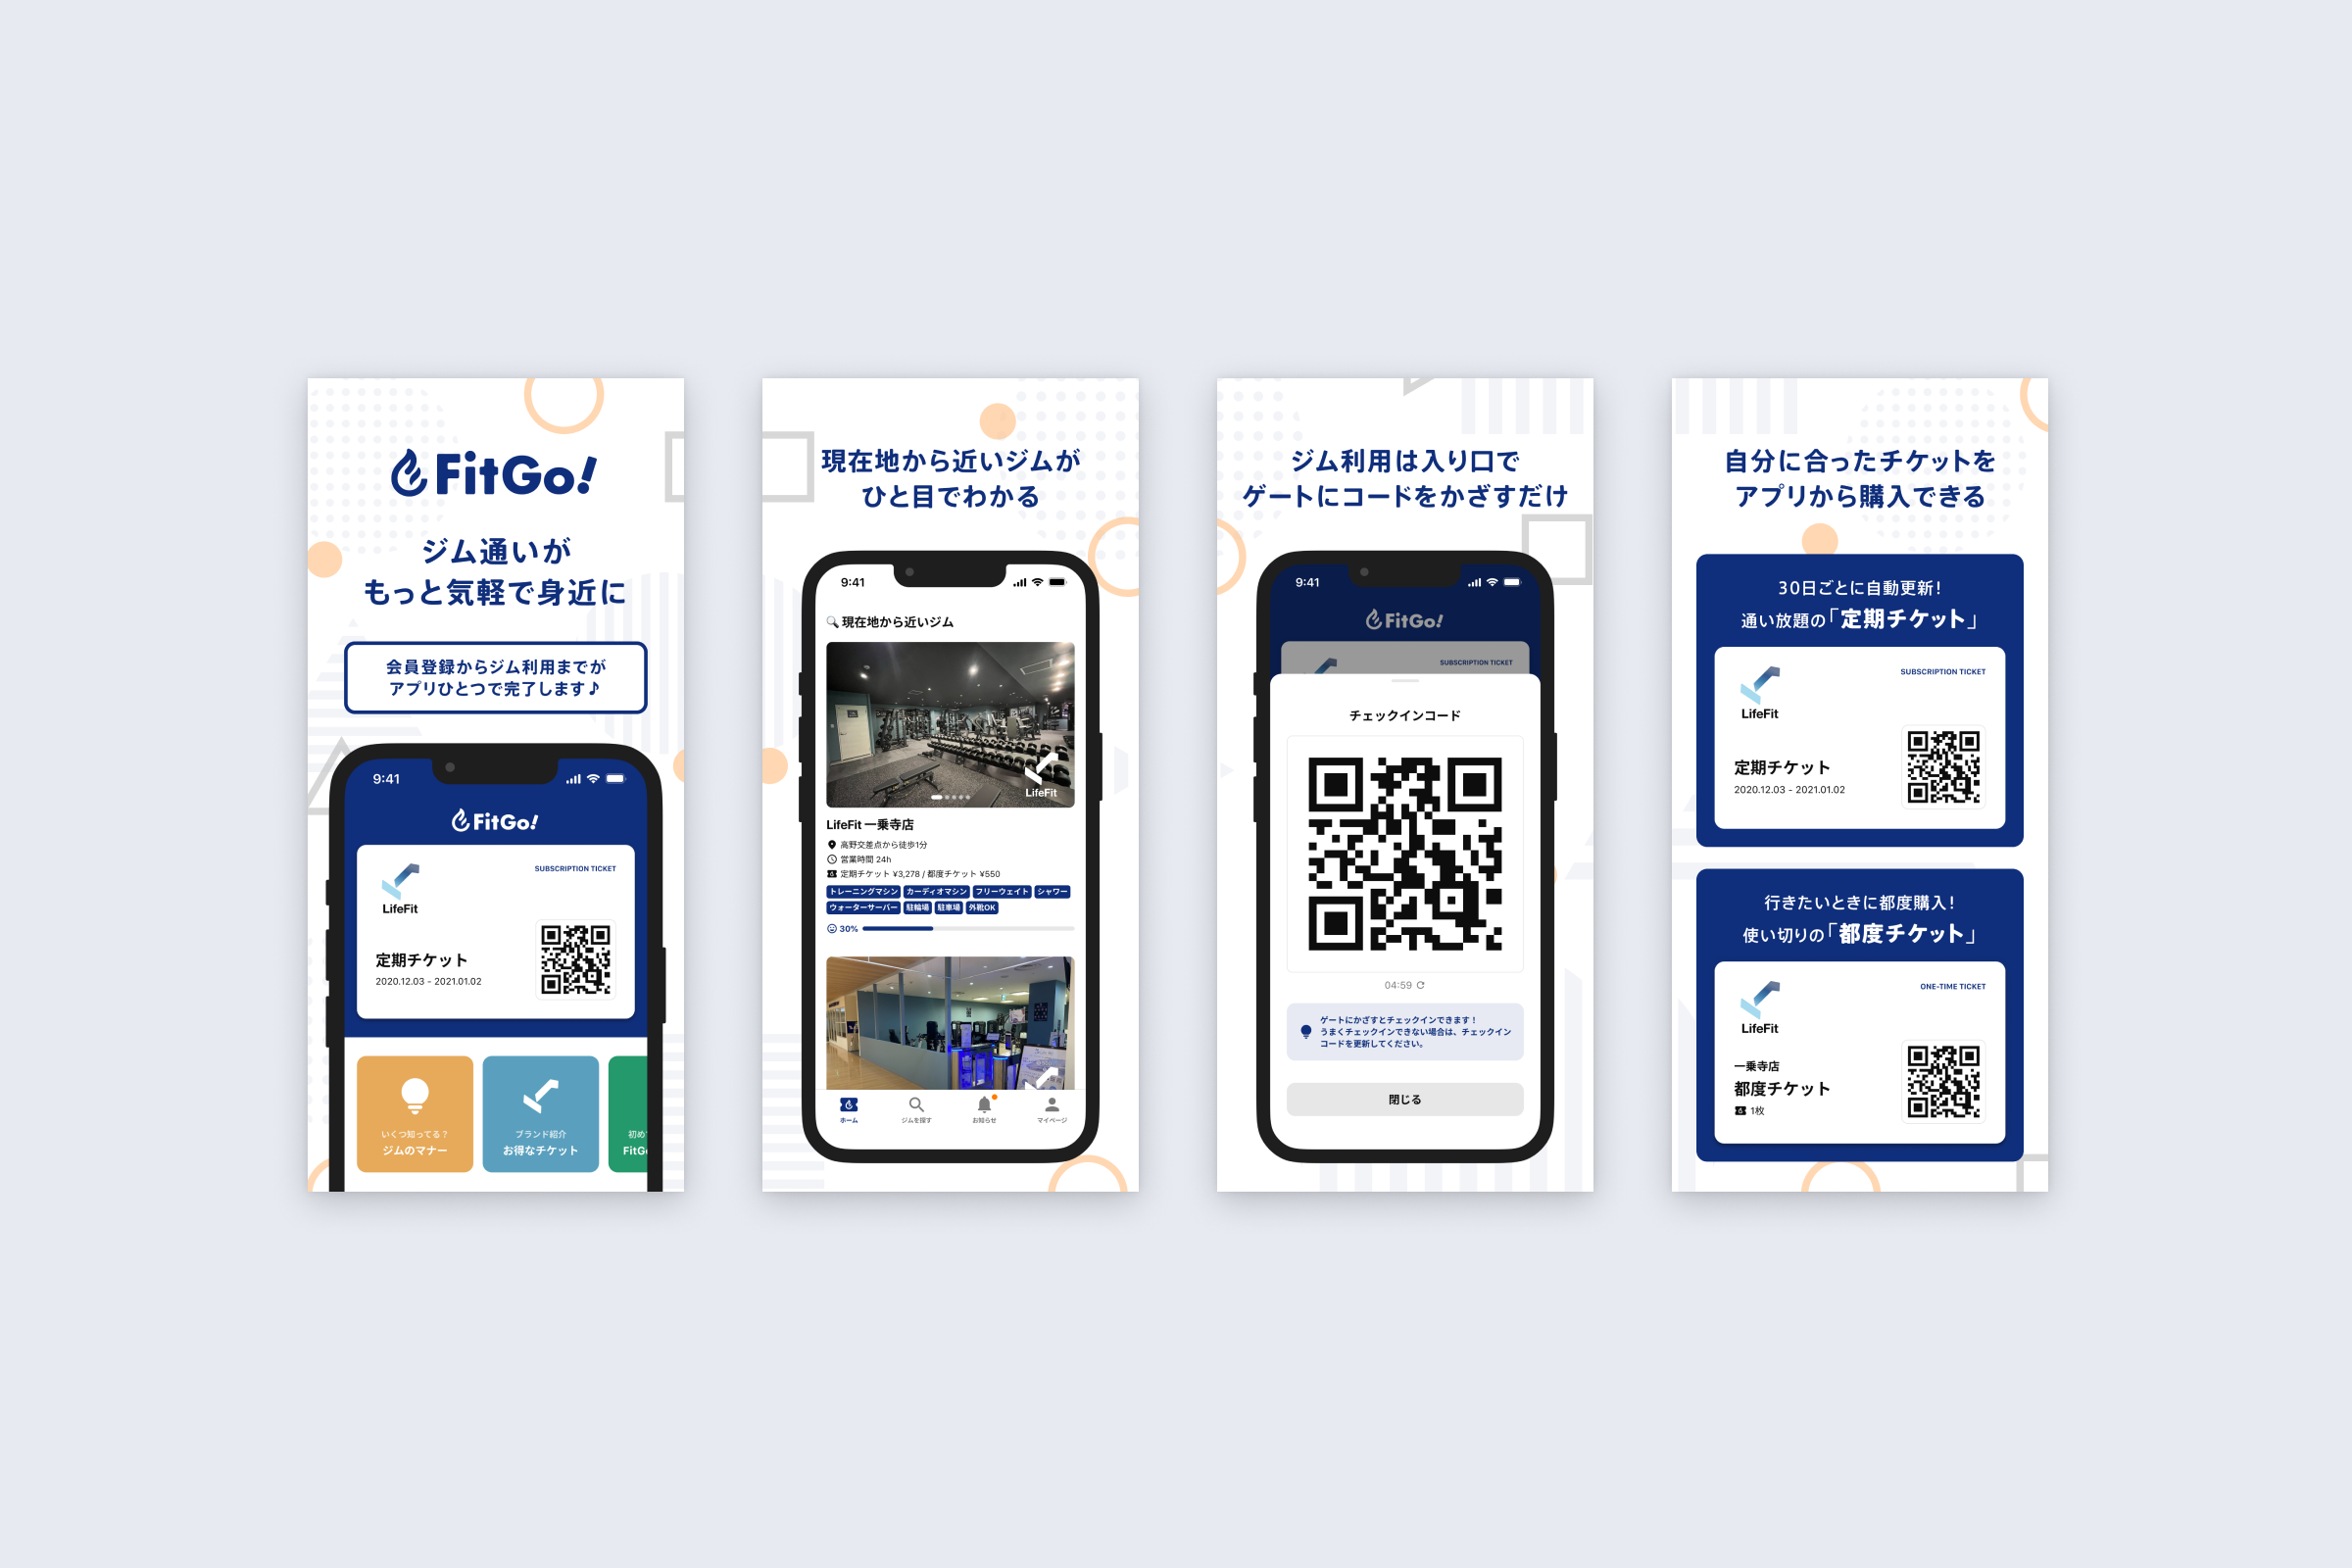 FitGo!
ジム通いが
もっと気軽で身近に
会員登録からジム利用までが
アプリひとつで完了します♪
9:41
FitGo!
SUBSCRIPTION TICKET
LifeFit
定期チケット
2020.12.03 - 2021.01.02
いくつ知ってる？
ジムのマナー
ブランド紹介
お得なチケット
初め
FitG
現在地から近いジムが
ひと目でわかる
9:41
現在地から近いジム
LifeFit
LifeFit 一乗寺店
高野交差点から徒歩1分
営業時間 24h
定期チケット ¥3,278 / 都度チケット ¥550
トレーニングマシン カーディオマシン フリーウェイト シャワー
ウォーターサーバー 駐輪場 駐車場 外靴OK
30%
ホーム ジムを探す お知らせ マイページ
ジム利用は入り口で
ゲートにコードをかざすだけ
9:41
FitGo!
SUBSCRIPTION TICKET
チェックインコード
04:59
ゲートにかざすとチェックインできます！
うまくチェックインできない場合は、チェックイン
コードを更新してください。
閉じる
自分に合ったチケットを
アプリから購入できる
30日ごとに自動更新！
通い放題の「定期チケット」
SUBSCRIPTION TICKET
LifeFit
定期チケット
2020.12.03 - 2021.01.02
行きたいときに都度購入！
使い切りの「都度チケット」
ONE-TIME TICKET
LifeFit
一乗寺店
都度チケット
1枚